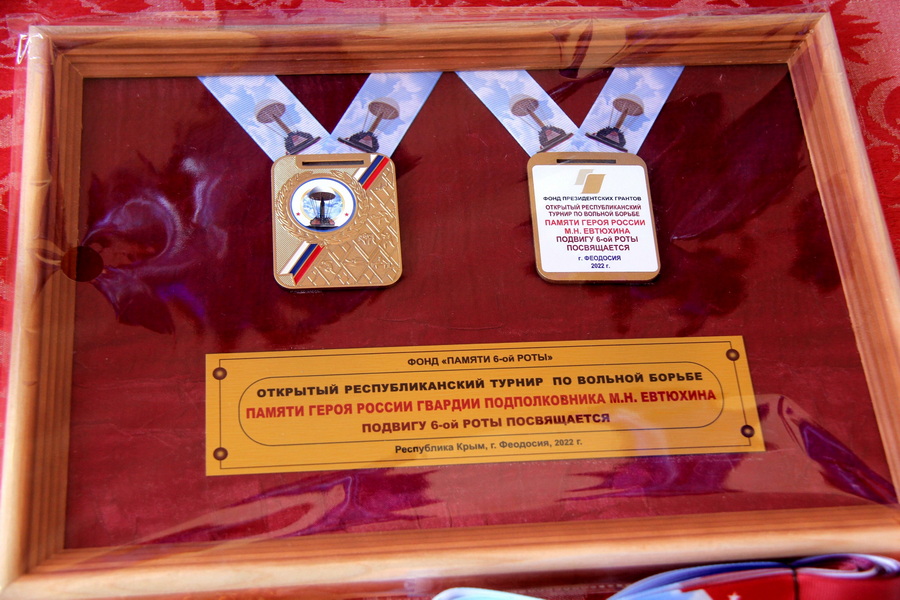 ФОНД ПРЕЗИДЕНТСКИХ ГРАНТОВ
ОТКРЫТЫЙ РЕСПУБЛИКАНСКИЙ
ТУРНИР ПО ВОЛЬНОЙ БОРЬБЕ
ПАМЯТИ ГЕРОЯ РОССИИ
М.Н. ЕВТЮХИНА
ПОДВИГУ 6-ой РОТЫ
ПОСВЯЩАЕТСЯ
г. ФЕОДОСИЯ
2022 г.
ФОНД «ПАМЯТИ 6-ой РОТЫ»
ОТКРЫТЫЙ РЕСПУБЛИКАНСКИЙ ТУРНИР ПО ВОЛЬНОЙ БОРЬБЕ
ПАМЯТИ ГЕРОЯ РОССИИ ГВАРДИИ ПОДПОЛКОВНИКА М.Н. ЕВТЮХИНА
ПОДВИГУ 6-ой РОТЫ ПОСВЯЩАЕТСЯ
Республика Крым, г. Феодосия, 2022 г.